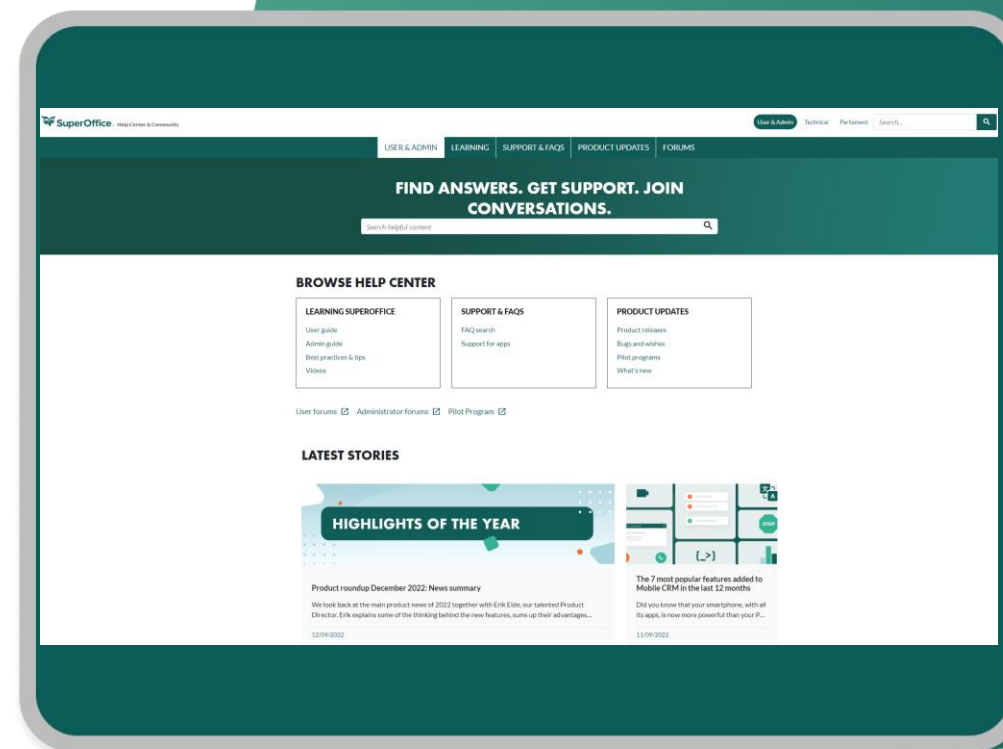 SuperOffice. Help Center & Community
User & Admin Technical Parliament Search...
USER & ADMIN LEARNING SUPPORT & FAQS PRODUCT UPDATES FORUMS
FIND ANSWERS. GET SUPPORT. JOIN
CONVERSATIONS.
Search helpful content
BROWSE HELP CENTER
LEARNING SUPEROFFICE
User guide
Admin guide
Best practices & tips
Videos
SUPPORT & FAQS
FAQ search
Support for apps
PRODUCT UPDATES
Product releases
Bugs and wishes
Pilot programs
What's new
User forums Administrator forums Pilot Program
LATEST STORIES
HIGHLIGHTS OF THE YEAR
Product roundup December 2022: News summary
We look back at the main product news of 2022 together with Erik Eide, our talented Product
Director. Erik explains some of the thinking behind the new features, sums up their advantages...
12/09/2022
A
STOP
{_>}
The 7 most popular features added to
Mobile CRM in the last 12 months
Did you know that your smartphone, with all
its apps, is now more powerful than your P...
11/09/2022